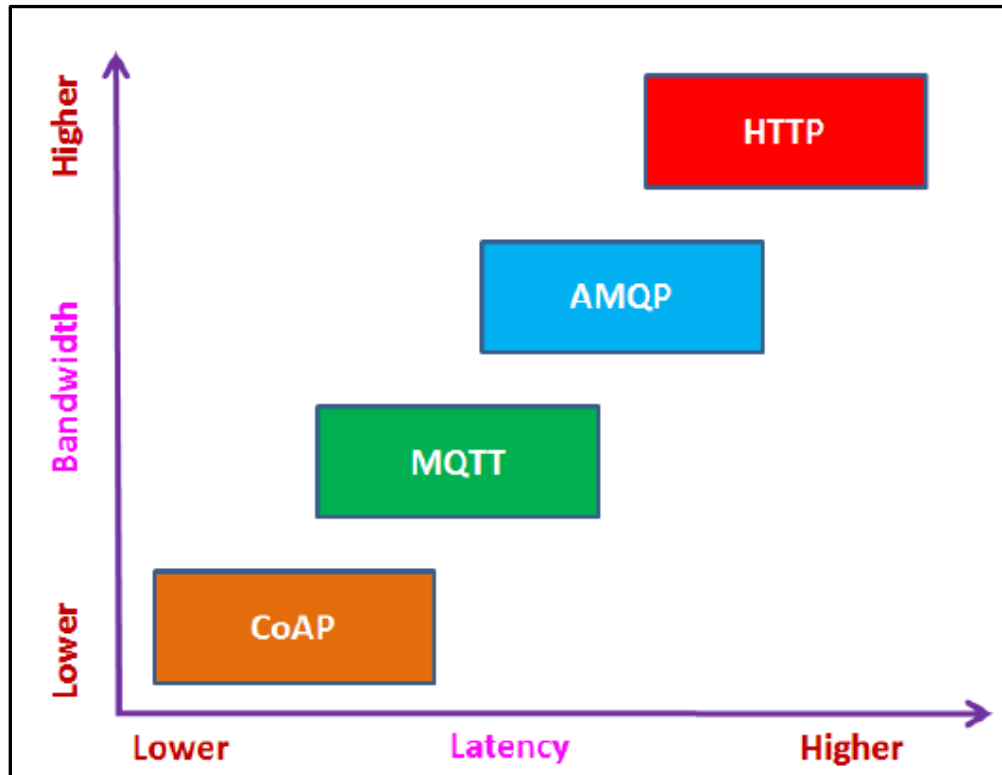 Higher
HTTP
AMQP
Bandwidth
MQTT
CoAP
Lower
Lower
Latency
Higher